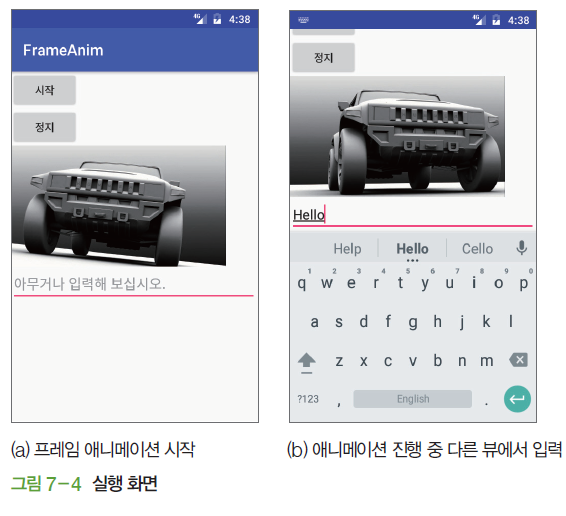 4G 4:38
FrameAnim
시작
정지
아무거나 입력해 보십시오.
(a) 프레임 애니메이션 시작
4G 4:38
정지
Hello
Help Hello Cello
1 2 3 4 5 6 7 8 9 0
q w e r t y u i o p
a s d f g h j k l
z x c v b n m
?123 , English .
(b) 애니메이션 진행 중 다른 뷰에서 입력
그림 7-4 실행 화면